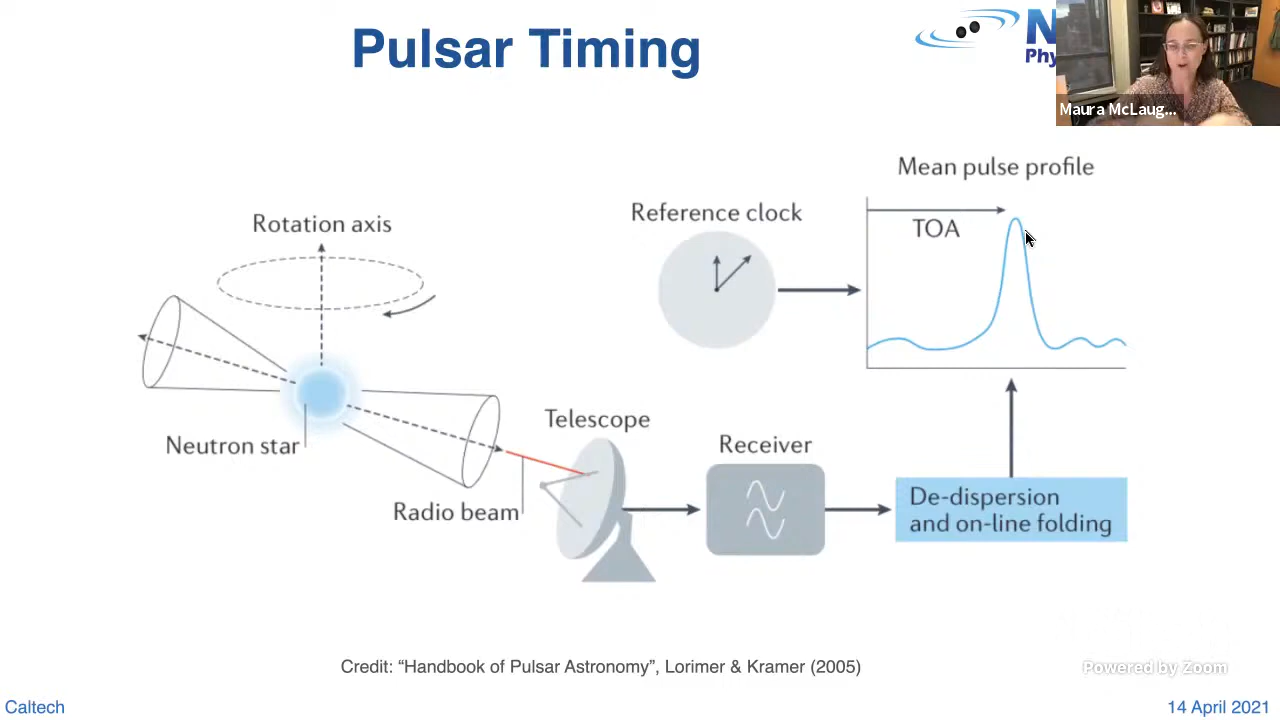 Pulsar Timing
Phy
Maura McLaug...
Mean pulse profile
Reference clock
TOA
Rotation axis
Neutron star
Radio beam
Telescope
Receiver
De-dispersion
and on-line folding
Credit: “Handbook of Pulsar Astronomy”, Lorimer & Kramer (2005)
Powered by Zoom
Caltech
14 April 2021